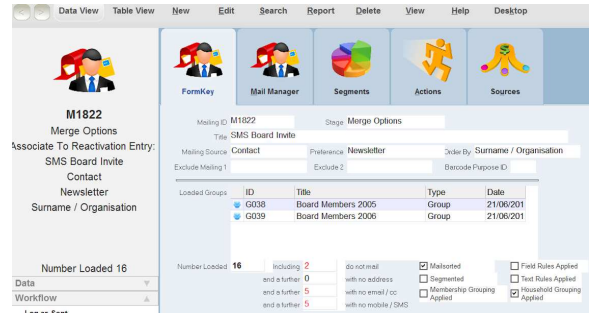 Data View Table View New Edit Search Report Delete View Help Desktop
FormKey Mail Manager Segments Actions Sources
M1822
Merge Options
Associate To Reactivation Entry:
SMS Board Invite
Contact
Newsletter
Surname / Organisation
Number Loaded 16
Data
Workflow
Mailing ID M1822 Stage Merge Options
Title SMS Board Invite
Mailing Source Contact Preference Newsletter Order By Surname / Organisation
Exclude Mailing 1 Exclude 2 Barcode Purpose ID
Loaded Groups ID Title Type Date
G038 Board Members 2005 Group 21/06/201
G039 Board Members 2006 Group 21/06/201
Number Loaded 16 Including 2 do not mail Mailsorted Field Rules Applied
and a further 0 with no address Segmented Text Rules Applied
and a further 5 with no email / cc Membership Grouping Applied Household Grouping Applied
and a further 5 with no mobile / SMS